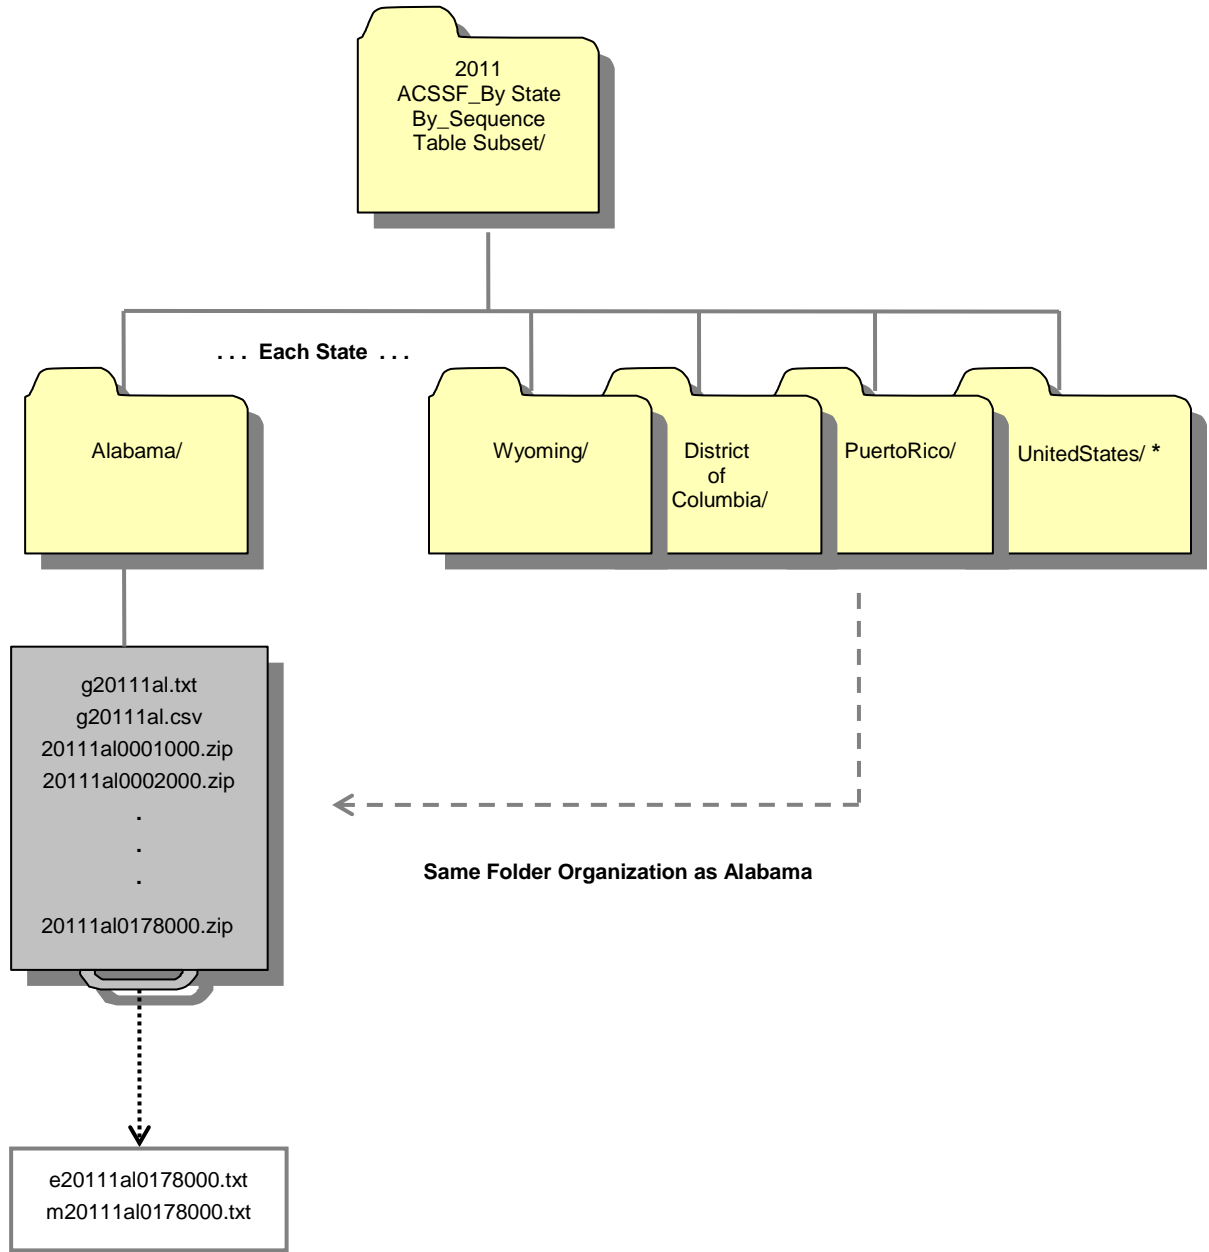 2011
ACSSF_By State
By_Sequence
Table Subset/
. . . Each State . . .
Alabama/
Wyoming/
District
of
Columbia/
PuertoRico/
UnitedStates/ *
g20111al.txt
g20111al.csv
20111al0001000.zip
20111al0002000.zip
.
.
.
20111al0178000.zip
Same Folder Organization as Alabama
e20111al0178000.txt
m20111al0178000.txt